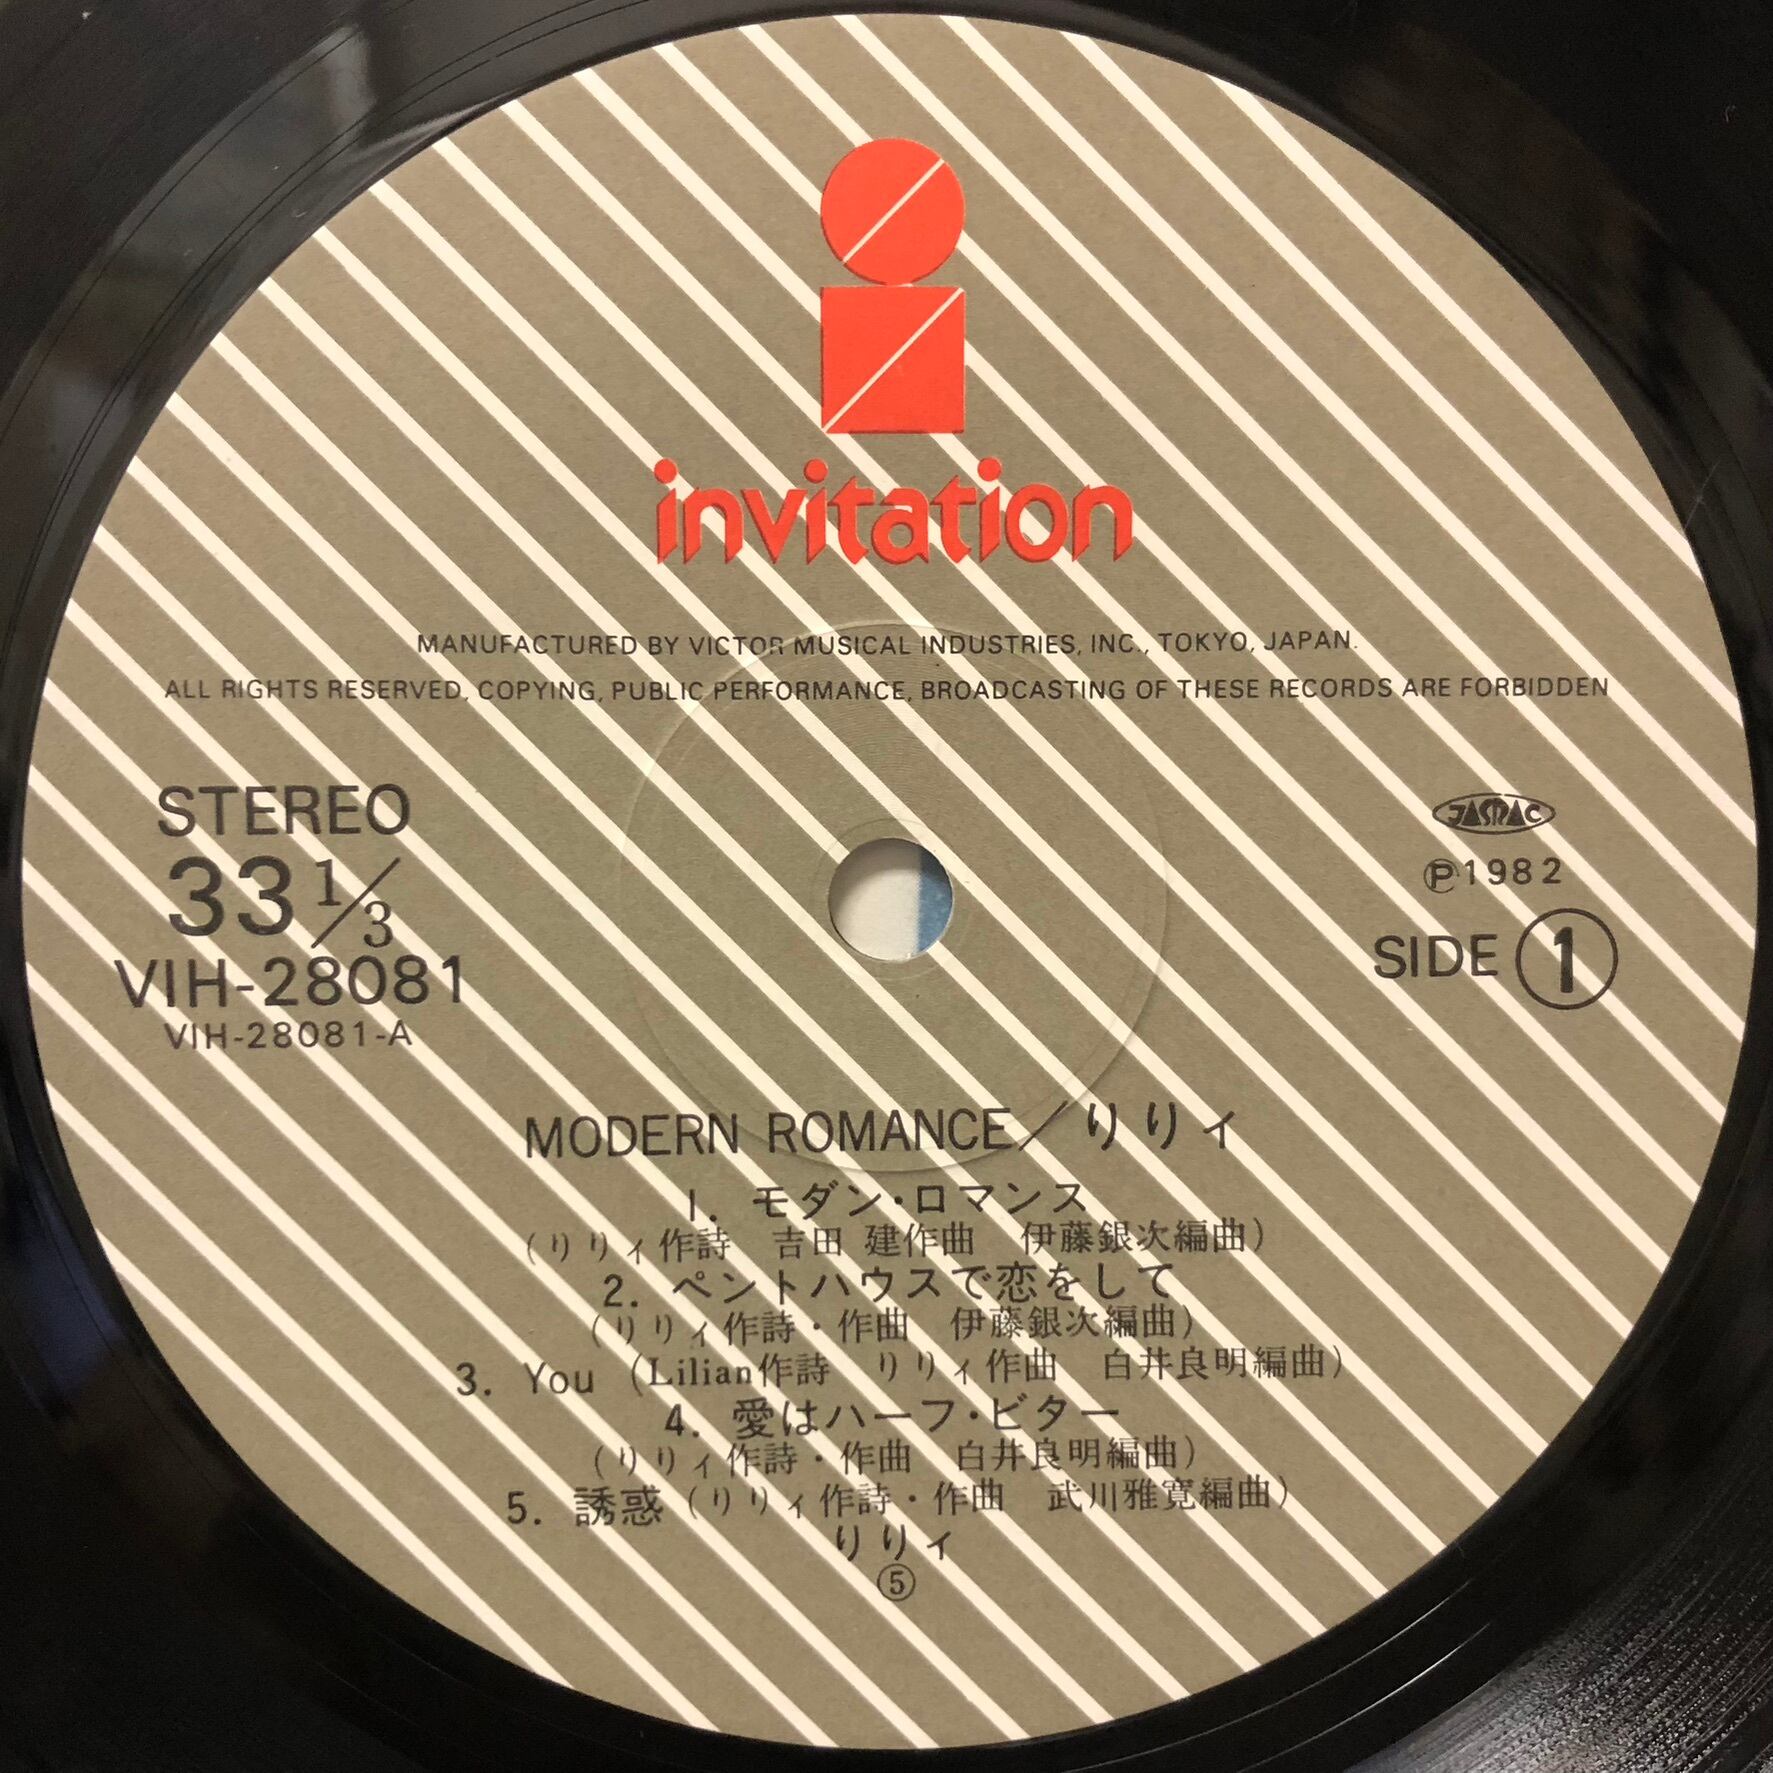 invitation
MANUFACTURED BY VICTOR MUSICAL INDUSTRIES, INC., TOKYO, JAPAN.
ALL RIGHTS RESERVED, COPYING, PUBLIC PERFORMANCE, BROADCASTING OF THESE RECORDS ARE FORBIDDEN
STEREO
33 1/3
VIH-28081
VIH-28081-A
JASRAC
Ⓟ1982
SIDE ①
MODERN ROMANCE／りりィ
1. モダン・ロマンス
(りりィ作詩 吉田 建作曲 伊藤銀次編曲)
2. ペントハウスで恋をして
(りりィ作詩・作曲 伊藤銀次編曲)
3. You (Lilian作詩 りりィ作曲 白井良明編曲)
4. 愛はハーフ・ビター
(りりィ作詩・作曲 白井良明編曲)
5. 誘惑 (りりィ作詩・作曲 武川雅寛編曲)
りりィ
⑤